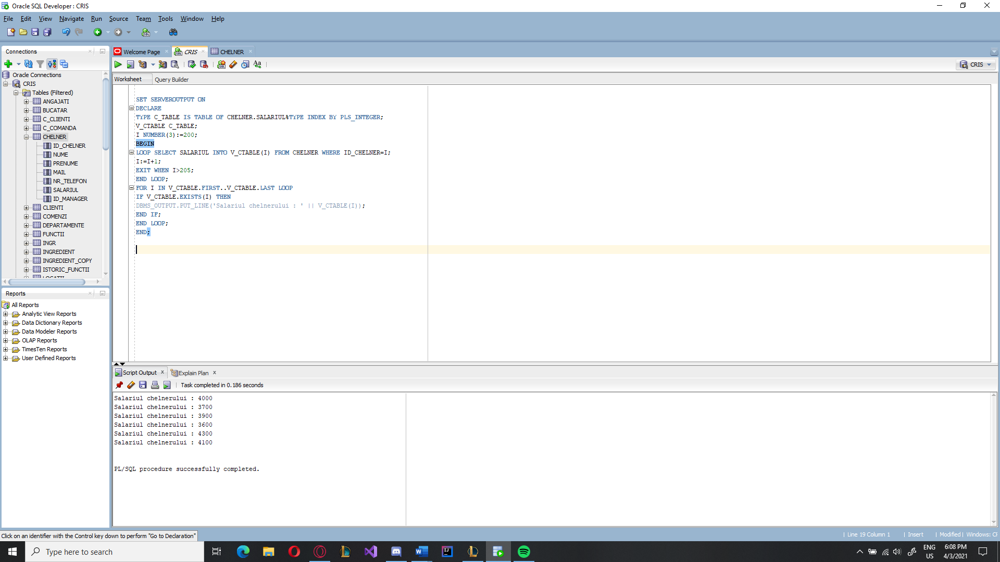 Oracle SQL Developer : CRIS
File Edit View Navigate Run Source Team Tools Window Help
Connections
Oracle Connections
CRIS
Tables (Filtered)
ANGAJATI
BUCATAR
C_CLIENTI
C_COMANDA
CHELNER
ID_CHELNER
NUME
PRENUME
MAIL
NR_TELEFON
SALARIUL
ID_MANAGER
CLIENTI
COMENZI
DEPARTAMENTE
FUNCTII
INGR
INGREDIENT
INGREDIENT_COPY
ISTORIC_FUNCTII
LOCATII
Reports
All Reports
Analytic View Reports
Data Dictionary Reports
Data Modeler Reports
OLAP Reports
TimesTen Reports
User Defined Reports
Welcome Page CRIS CHELNER
CRIS
Worksheet Query Builder
SET SERVEROUTPUT ON
DECLARE
TYPE C_TABLE IS TABLE OF CHELNER.SALARIUL%TYPE INDEX BY PLS_INTEGER;
V_CTABLE C_TABLE;
I NUMBER(3):=200;
BEGIN
LOOP SELECT SALARIUL INTO V_CTABLE(I) FROM CHELNER WHERE ID_CHELNER=I;
I:=I+1;
EXIT WHEN I>205;
END LOOP;
FOR I IN V_CTABLE.FIRST..V_CTABLE.LAST LOOP
IF V_CTABLE.EXISTS(I) THEN
DBMS_OUTPUT.PUT_LINE('Salariul chelnerului : ' || V_CTABLE(I));
END IF;
END LOOP;
END;
Script Output Explain Plan
Task completed in 0.186 seconds
Salariul chelnerului : 4000
Salariul chelnerului : 3700
Salariul chelnerului : 3900
Salariul chelnerului : 3600
Salariul chelnerului : 4300
Salariul chelnerului : 4100
PL/SQL procedure successfully completed.
Click on an identifier with the Control key down to perform "Go to Declaration"
Line 19 Column 1 Insert Modified Windows: CF
Type here to search
ENG
US
6:08 PM
4/3/2021